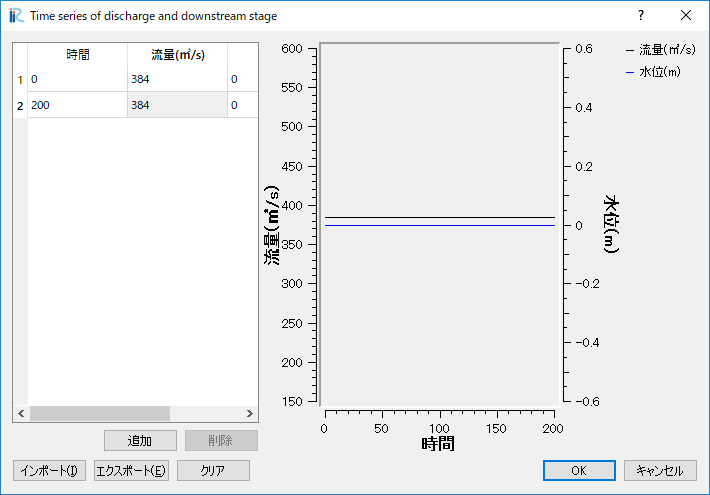 Time series of discharge and downstream stage
?
時間 流量(㎥/s)
1 0 384 0
2 200 384 0
追加 削除
インポート(I) エクスポート(E) クリア
流量(㎥/s)
600
550
500
450
400
350
300
250
200
150
0 50 100 150 200
時間
0.6
0.4
0.2
0
-0.2
-0.4
-0.6
水位(m)
流量(㎥/s)
水位(m)
OK キャンセル